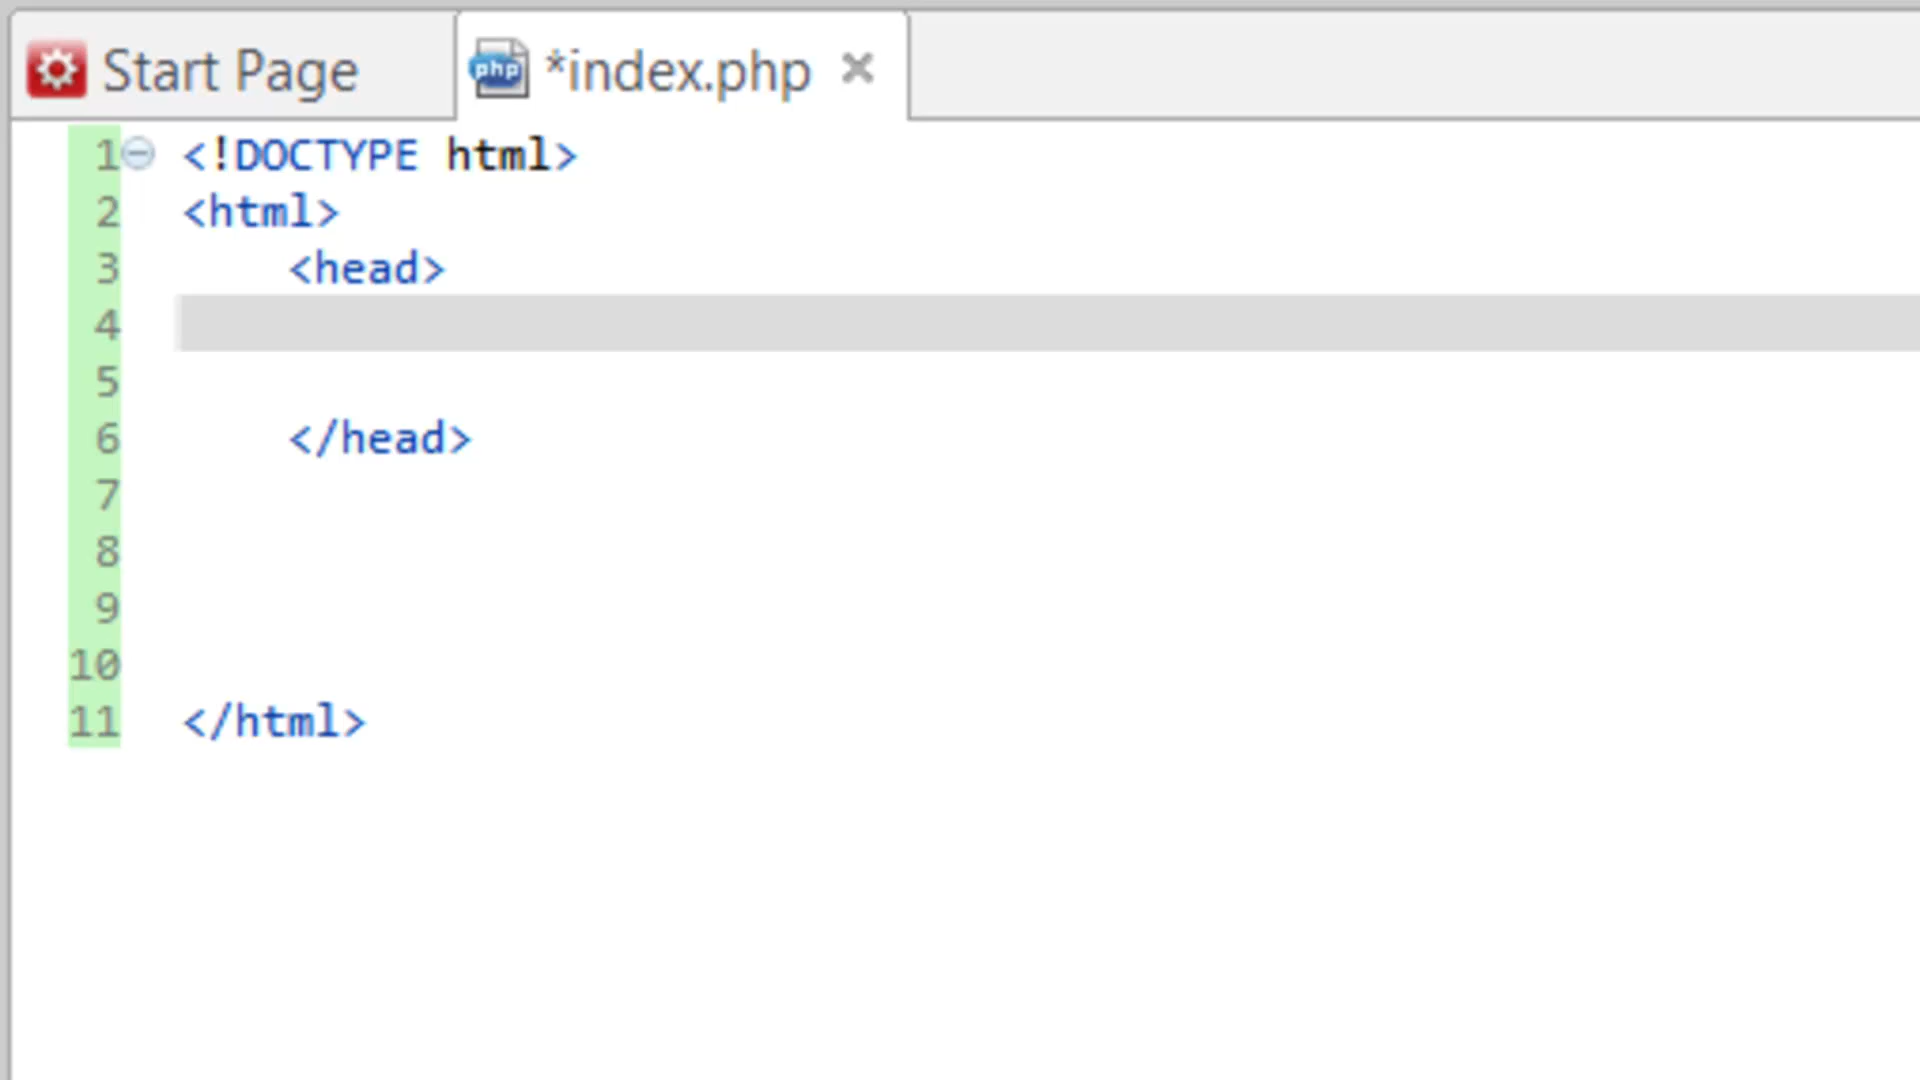 Start Page
php *index.php
1 <!DOCTYPE html>
2 <html>
3 <head>
4
5
6 </head>
7
8
9
10
11 </html>